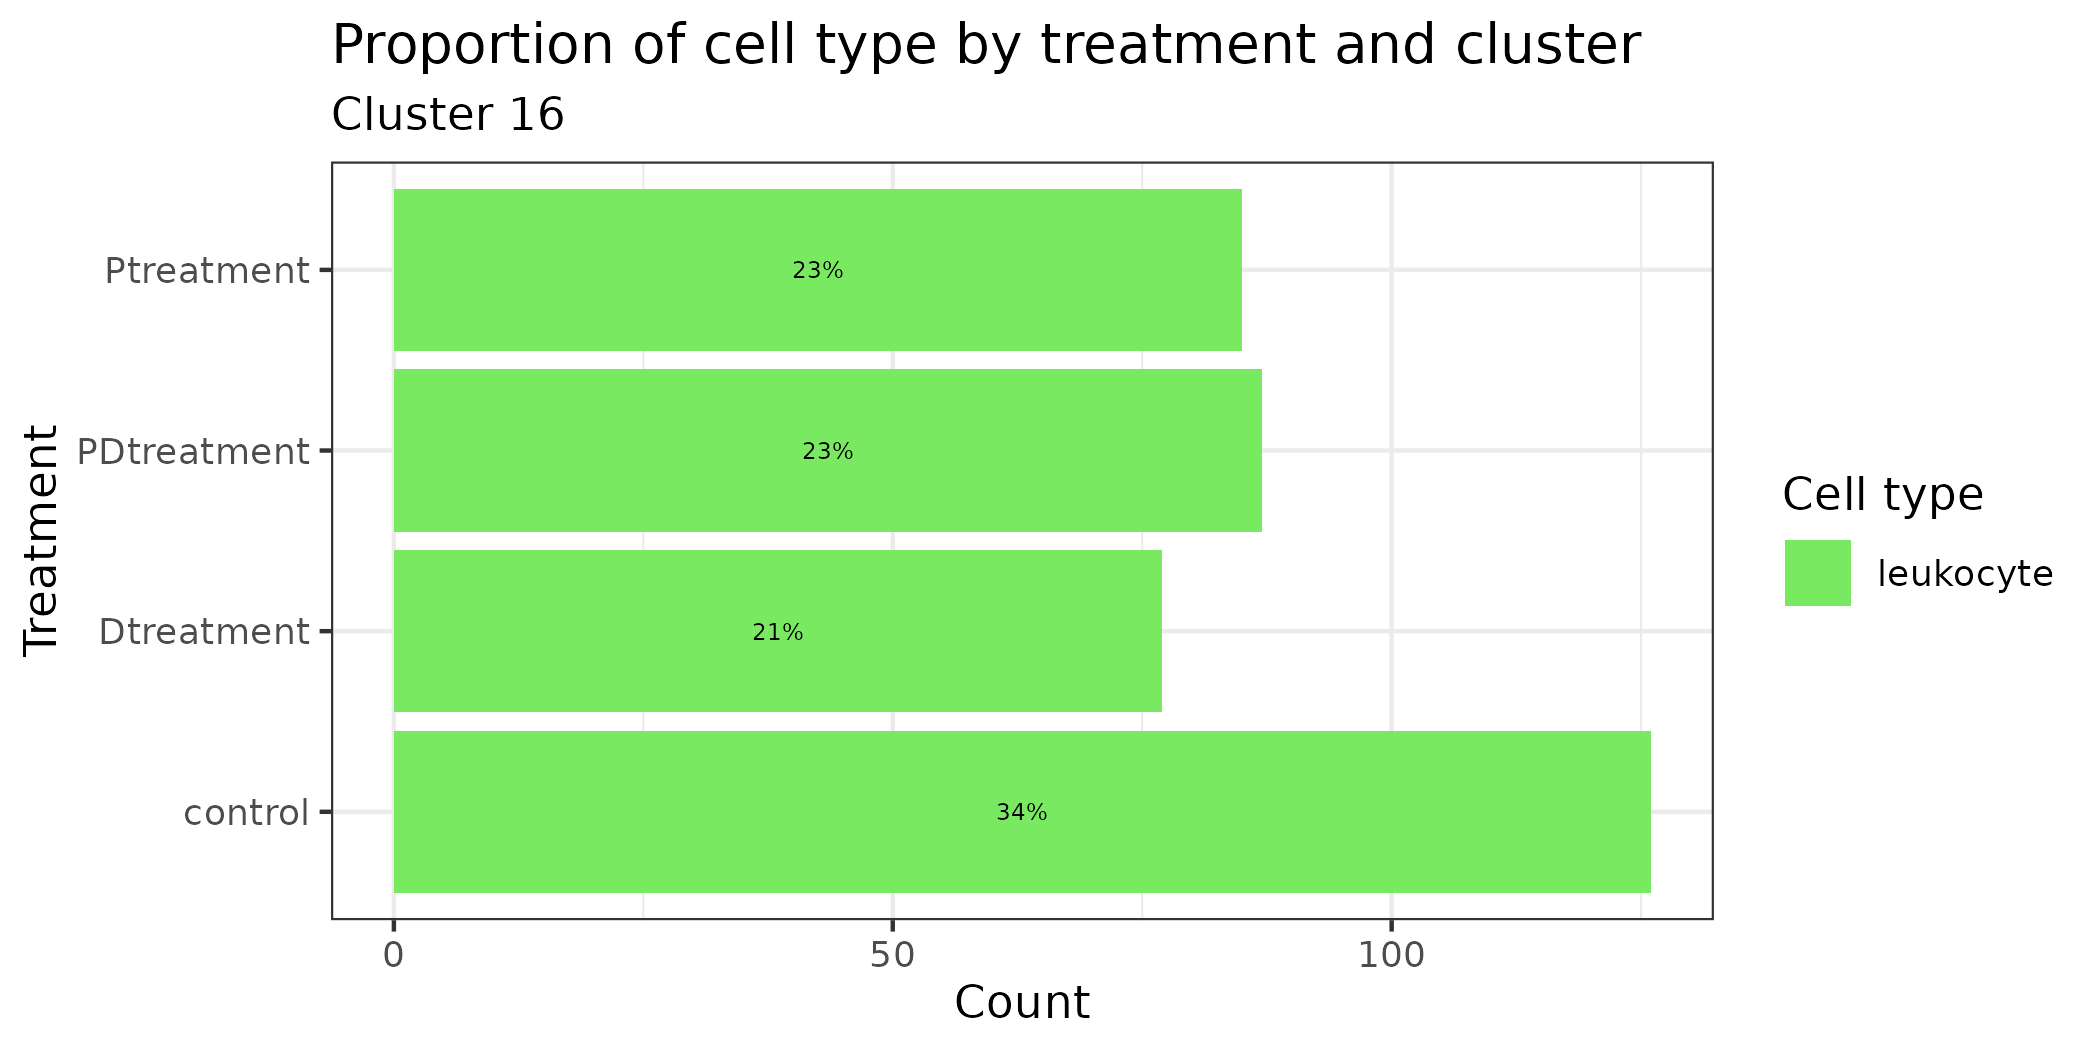 Proportion of cell type by treatment and cluster
Cluster 16
Treatment
Ptreatment
23%
PDtreatment
23%
Dtreatment
21%
control
34%
0
50
100
Count
Cell type
leukocyte